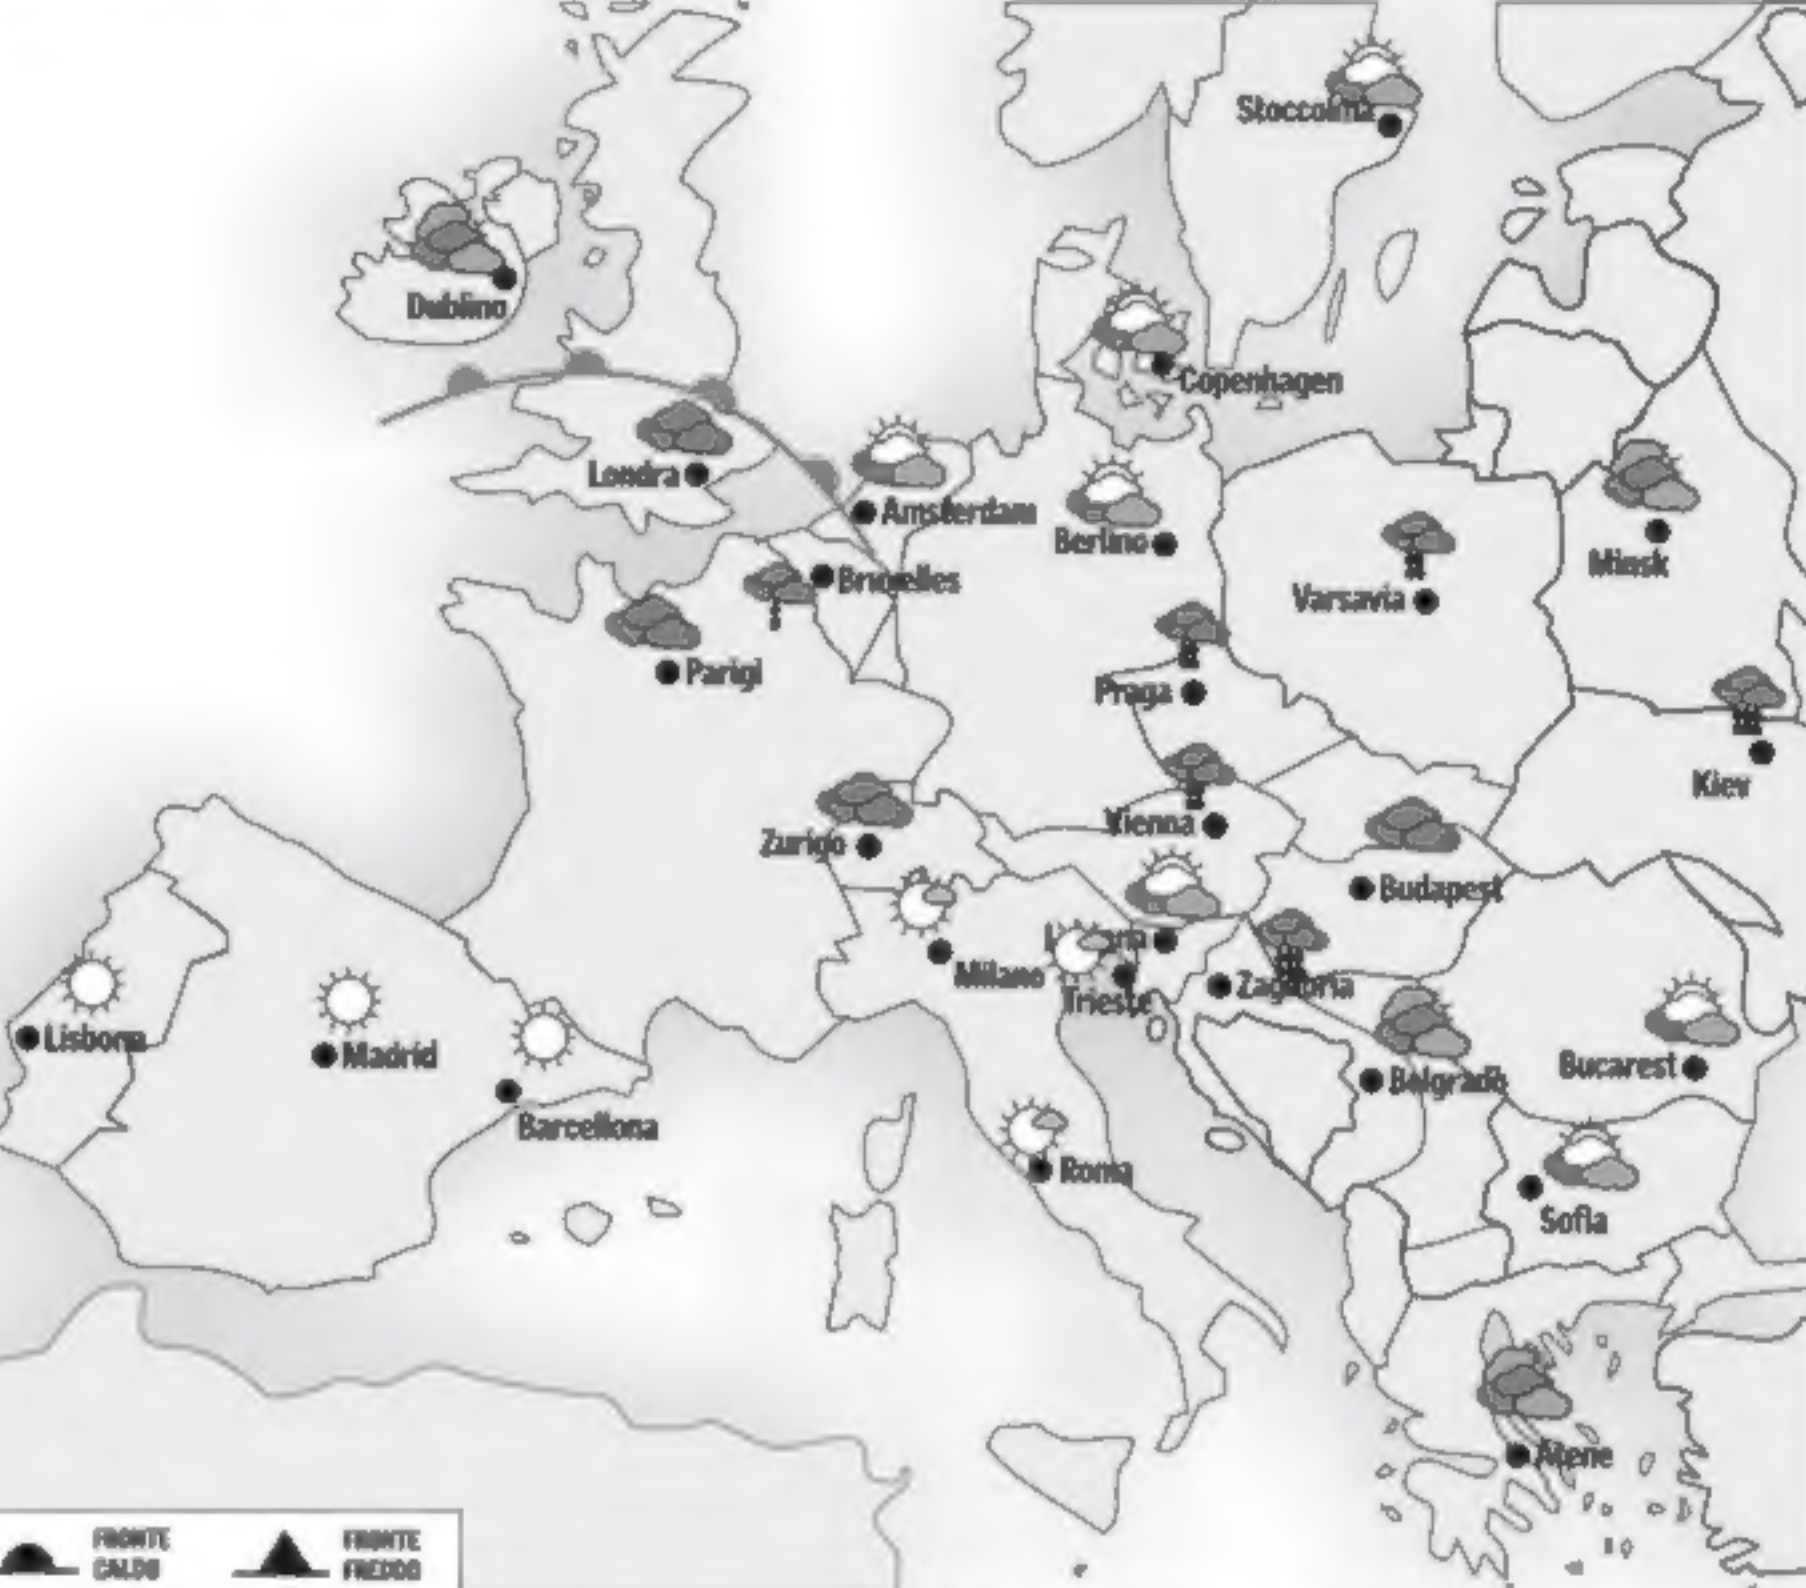 Stoccolma
Dublino
Copenhagen
Londra
Amsterdam
Berlino
Minsk
Bruxelles
Varsavia
Parigi
Praga
Kiev
Vienna
Zurigo
Budapest
Milano
Trieste
Lisbona
Madrid
Belgrado
Bucarest
Barcellona
Roma
Sofia
Atene
FRONTE
CALDO
FRONTE
FREDDO